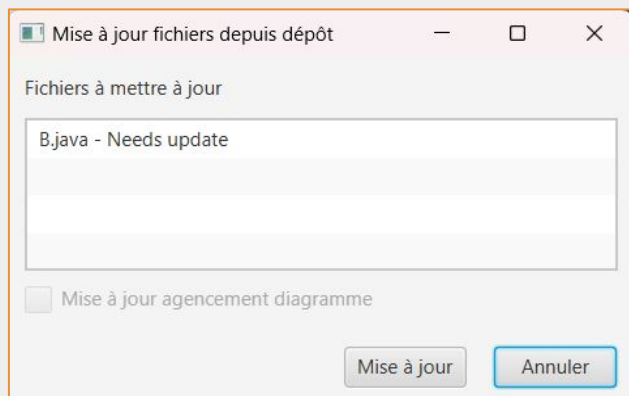 Mise à jour fichiers depuis dépôt
Fichiers à mettre à jour
B.java - Needs update
Mise à jour agencement diagramme
Mise à jour Annuler